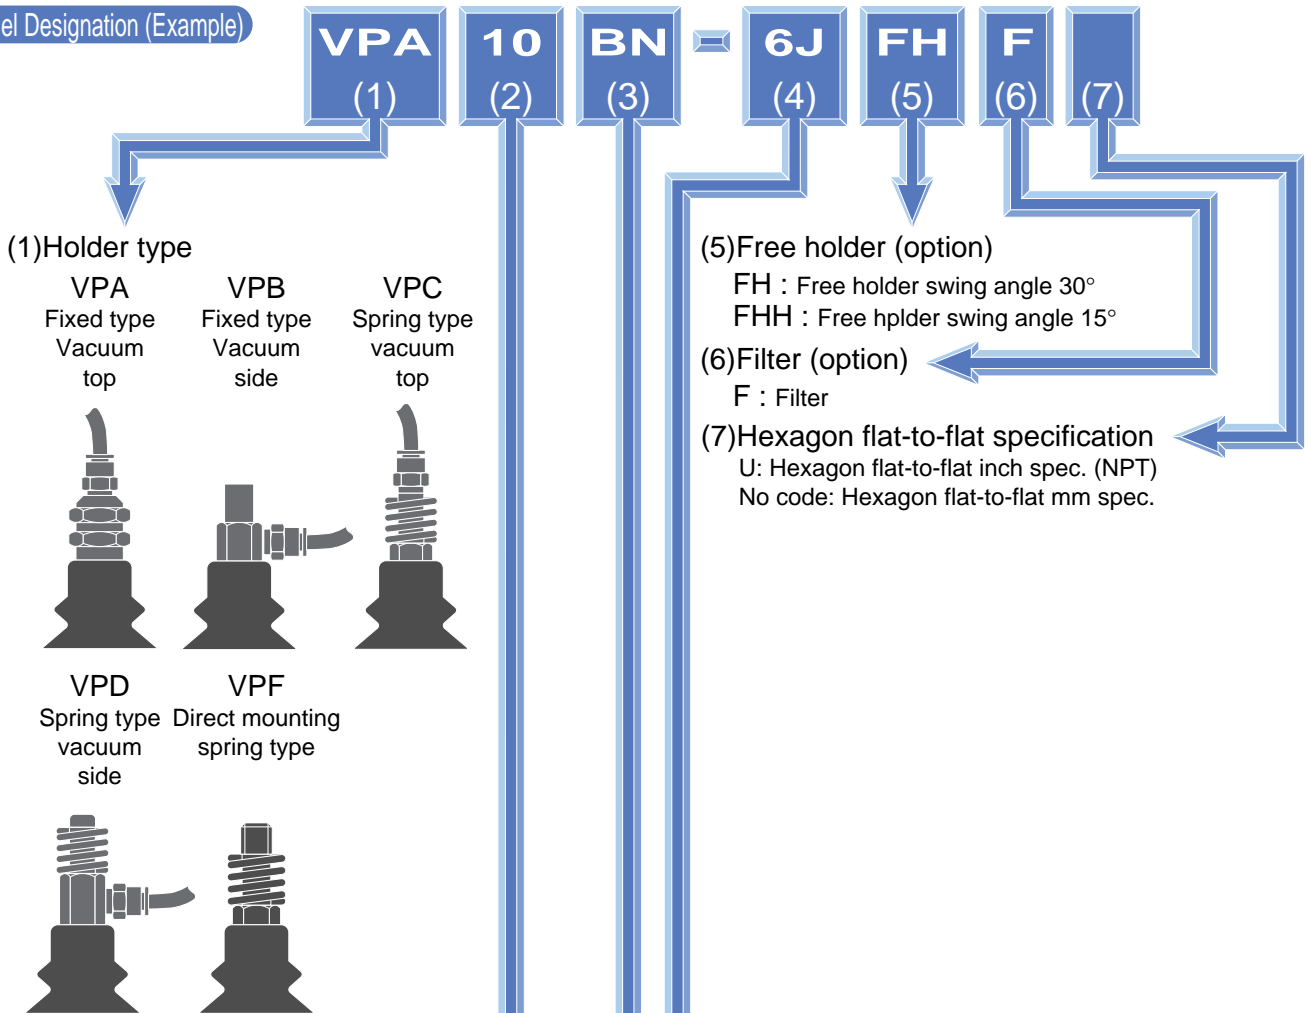 el Designation (Example)
VPA 10 BN - 6J FH F
(1) (2) (3) (4) (5) (6) (7)
(1)Holder type
VPA
Fixed type
Vacuum
top
VPB
Fixed type
Vacuum
side
VPC
Spring type
vacuum
top
VPD
Spring type
vacuum
side
VPF
Direct mounting
spring type
(5)Free holder (option)
FH : Free holder swing angle 30°
FHH : Free hplder swing angle 15°
(6)Filter (option)
F : Filter
(7)Hexagon flat-to-flat specification
U: Hexagon flat-to-flat inch spec. (NPT)
No code: Hexagon flat-to-flat mm spec.